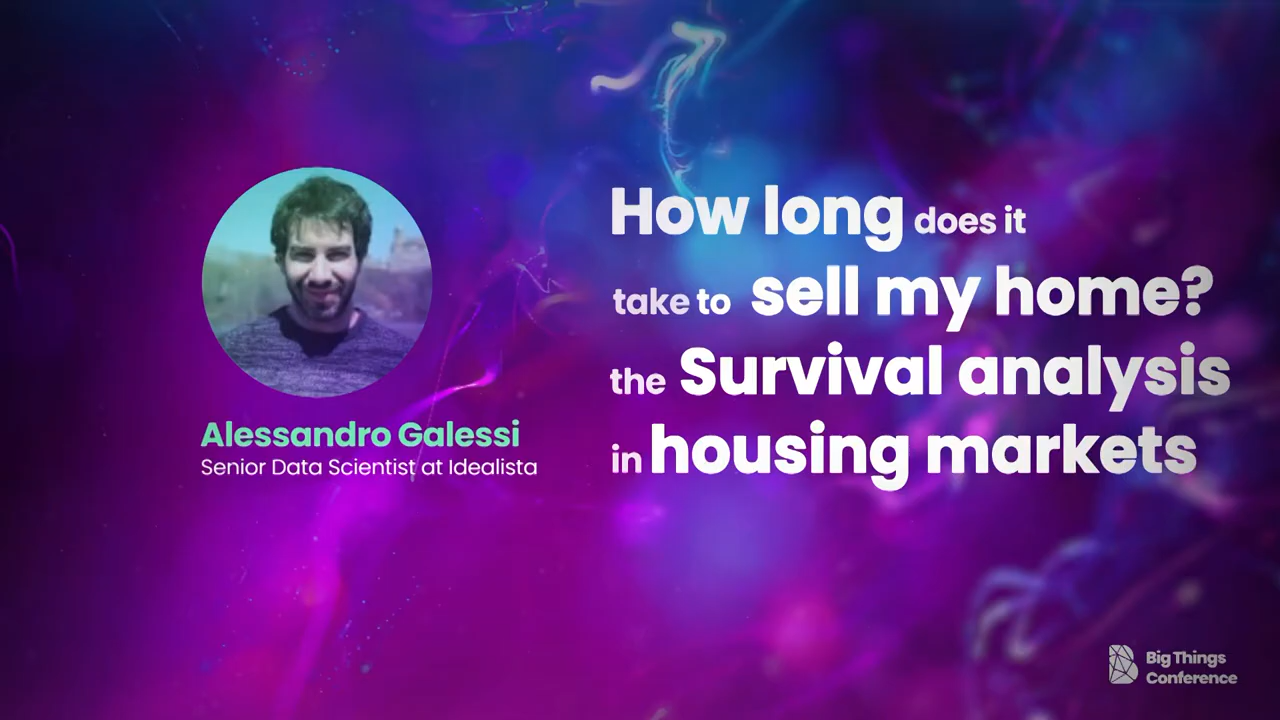 How long does it
take to sell my home?
the Survival analysis
in housing markets
Alessandro Galessi
Senior Data Scientist at Idealista
Big Things
Conference